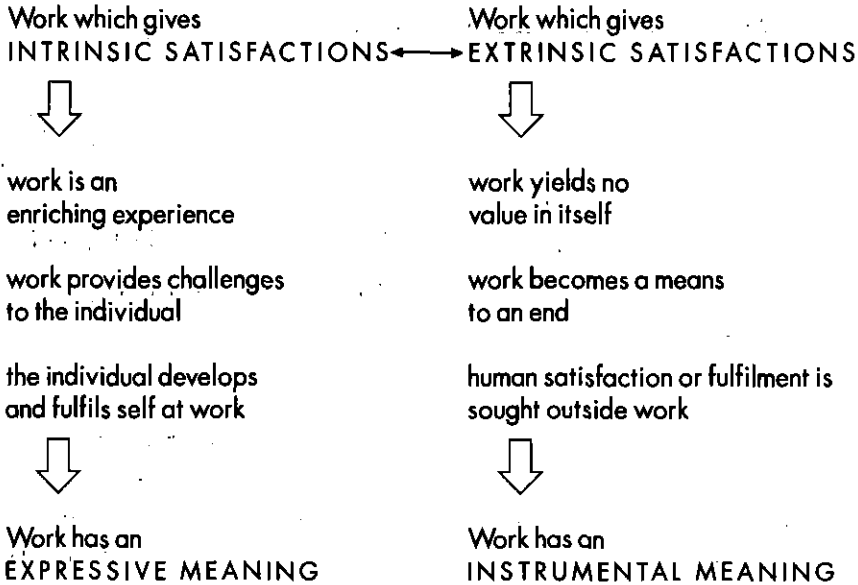 Work which gives
INTRINSIC SATISFACTIONS
work is an
enriching experience
work provides challenges
to the individual
the individual develops
and fulfils self at work
Work has an
EXPRESSIVE MEANING
Work which gives
EXTRINSIC SATISFACTIONS
work yields no
value in itself
work becomes a means
to an end
human satisfaction or fulfilment is
sought outside work
Work has an
INSTRUMENTAL MEANING